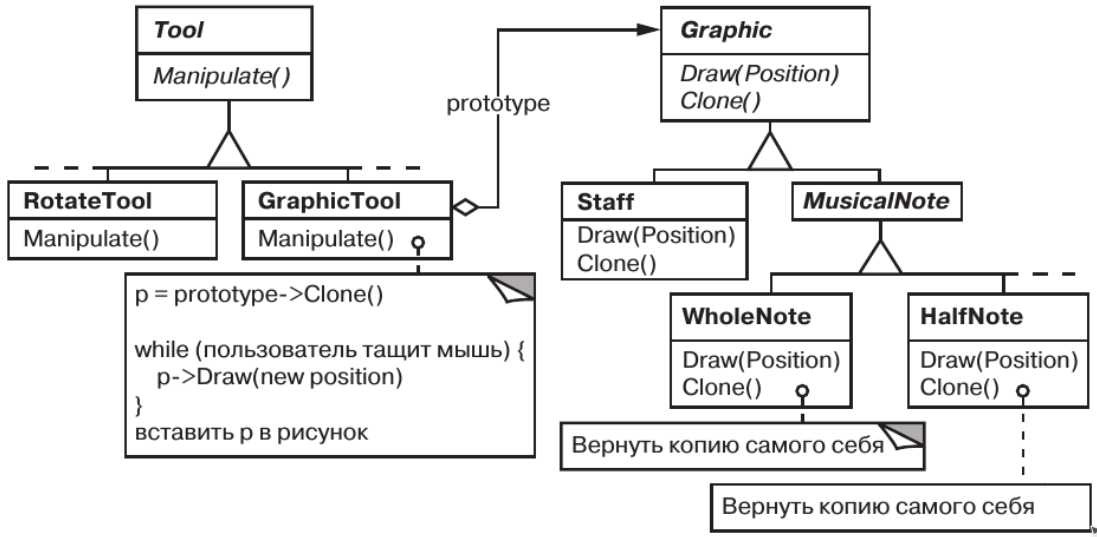 Tool
Manipulate()
Graphic
Draw(Position)
Clone()
prototype
RotateTool
Manipulate()
GraphicTool
Manipulate()
Staff
Draw(Position)
Clone()
MusicalNote
p = prototype->Clone()
while (пользователь тащит мышь) {
p->Draw(new position)
}
вставить p в рисунок
WholeNote
Draw(Position)
Clone()
HalfNote
Draw(Position)
Clone()
Вернуть копию самого себя
Вернуть копию самого себя